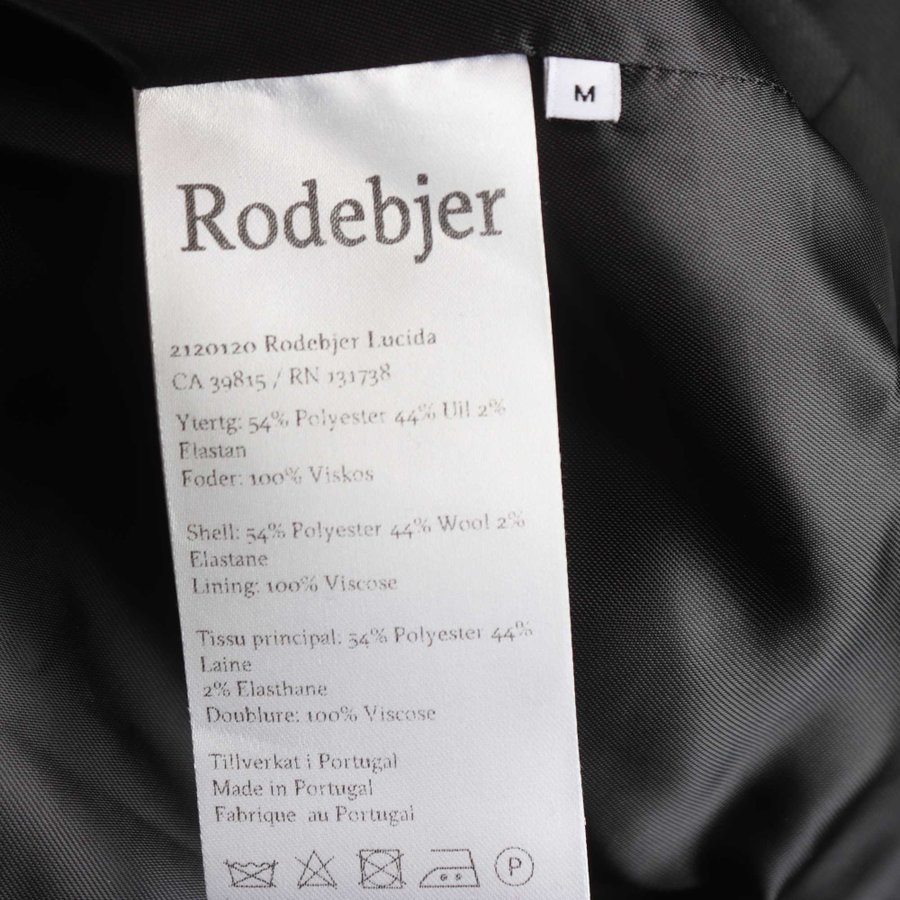 M
Rodebjer
2120120 Rodebjer Lucida
CA 39815 / RN 131738
Ytertg: 54% Polyester 44% Ull 2%
Elastan
Foder: 100% Viskos
Shell: 54% Polyester 44% Wool 2%
Elastane
Lining: 100% Viscose
Tissu principal: 54% Polyester 44%
Laine
2% Elasthane
Doublure: 100% Viscose
Tillverkat i Portugal
Made in Portugal
Fabrique au Portugal
P